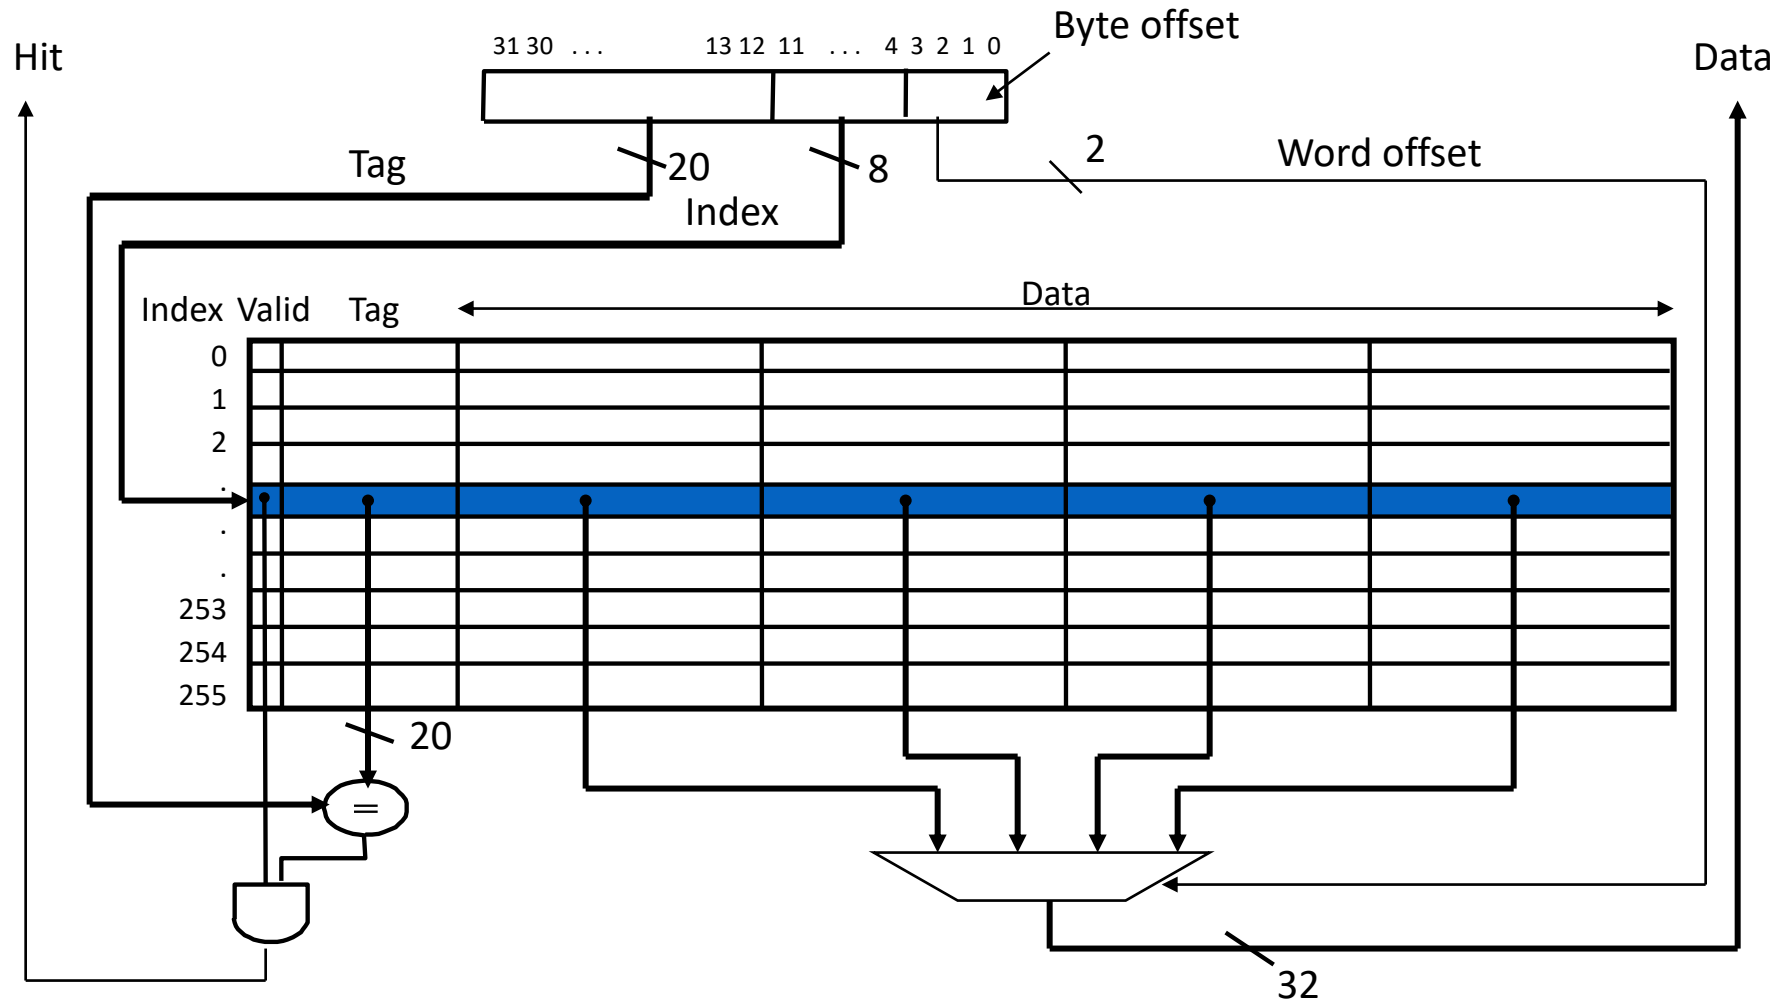 Byte offset
31 30 ... 13 12 11 ... 4 3 2 1 0
Hit
Data
20
8
2
Word offset
Tag
Index
Data
Index Valid Tag
0
1
2
.
.
.
253
254
255
20
=
32